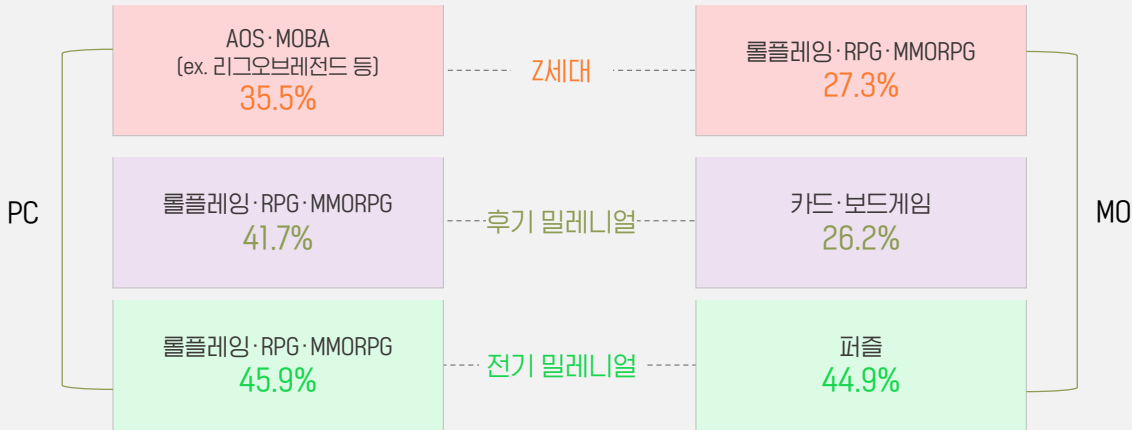 AOS·MOBA
(ex. 리그오브레전드 등)
35.5%
Z세대
롤플레잉·RPG·MMORPG
27.3%
PC
롤플레잉·RPG·MMORPG
41.7%
후기 밀레니얼
카드·보드게임
26.2%
MO
롤플레잉·RPG·MMORPG
45.9%
전기 밀레니얼
퍼즐
44.9%